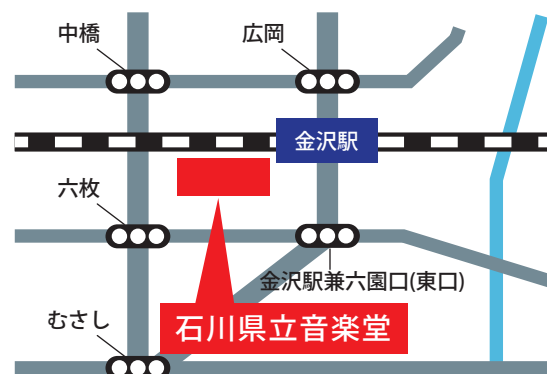 中橋
広岡
金沢駅
六枚
金沢駅兼六園口(東口)
むさし
石川県立音楽堂